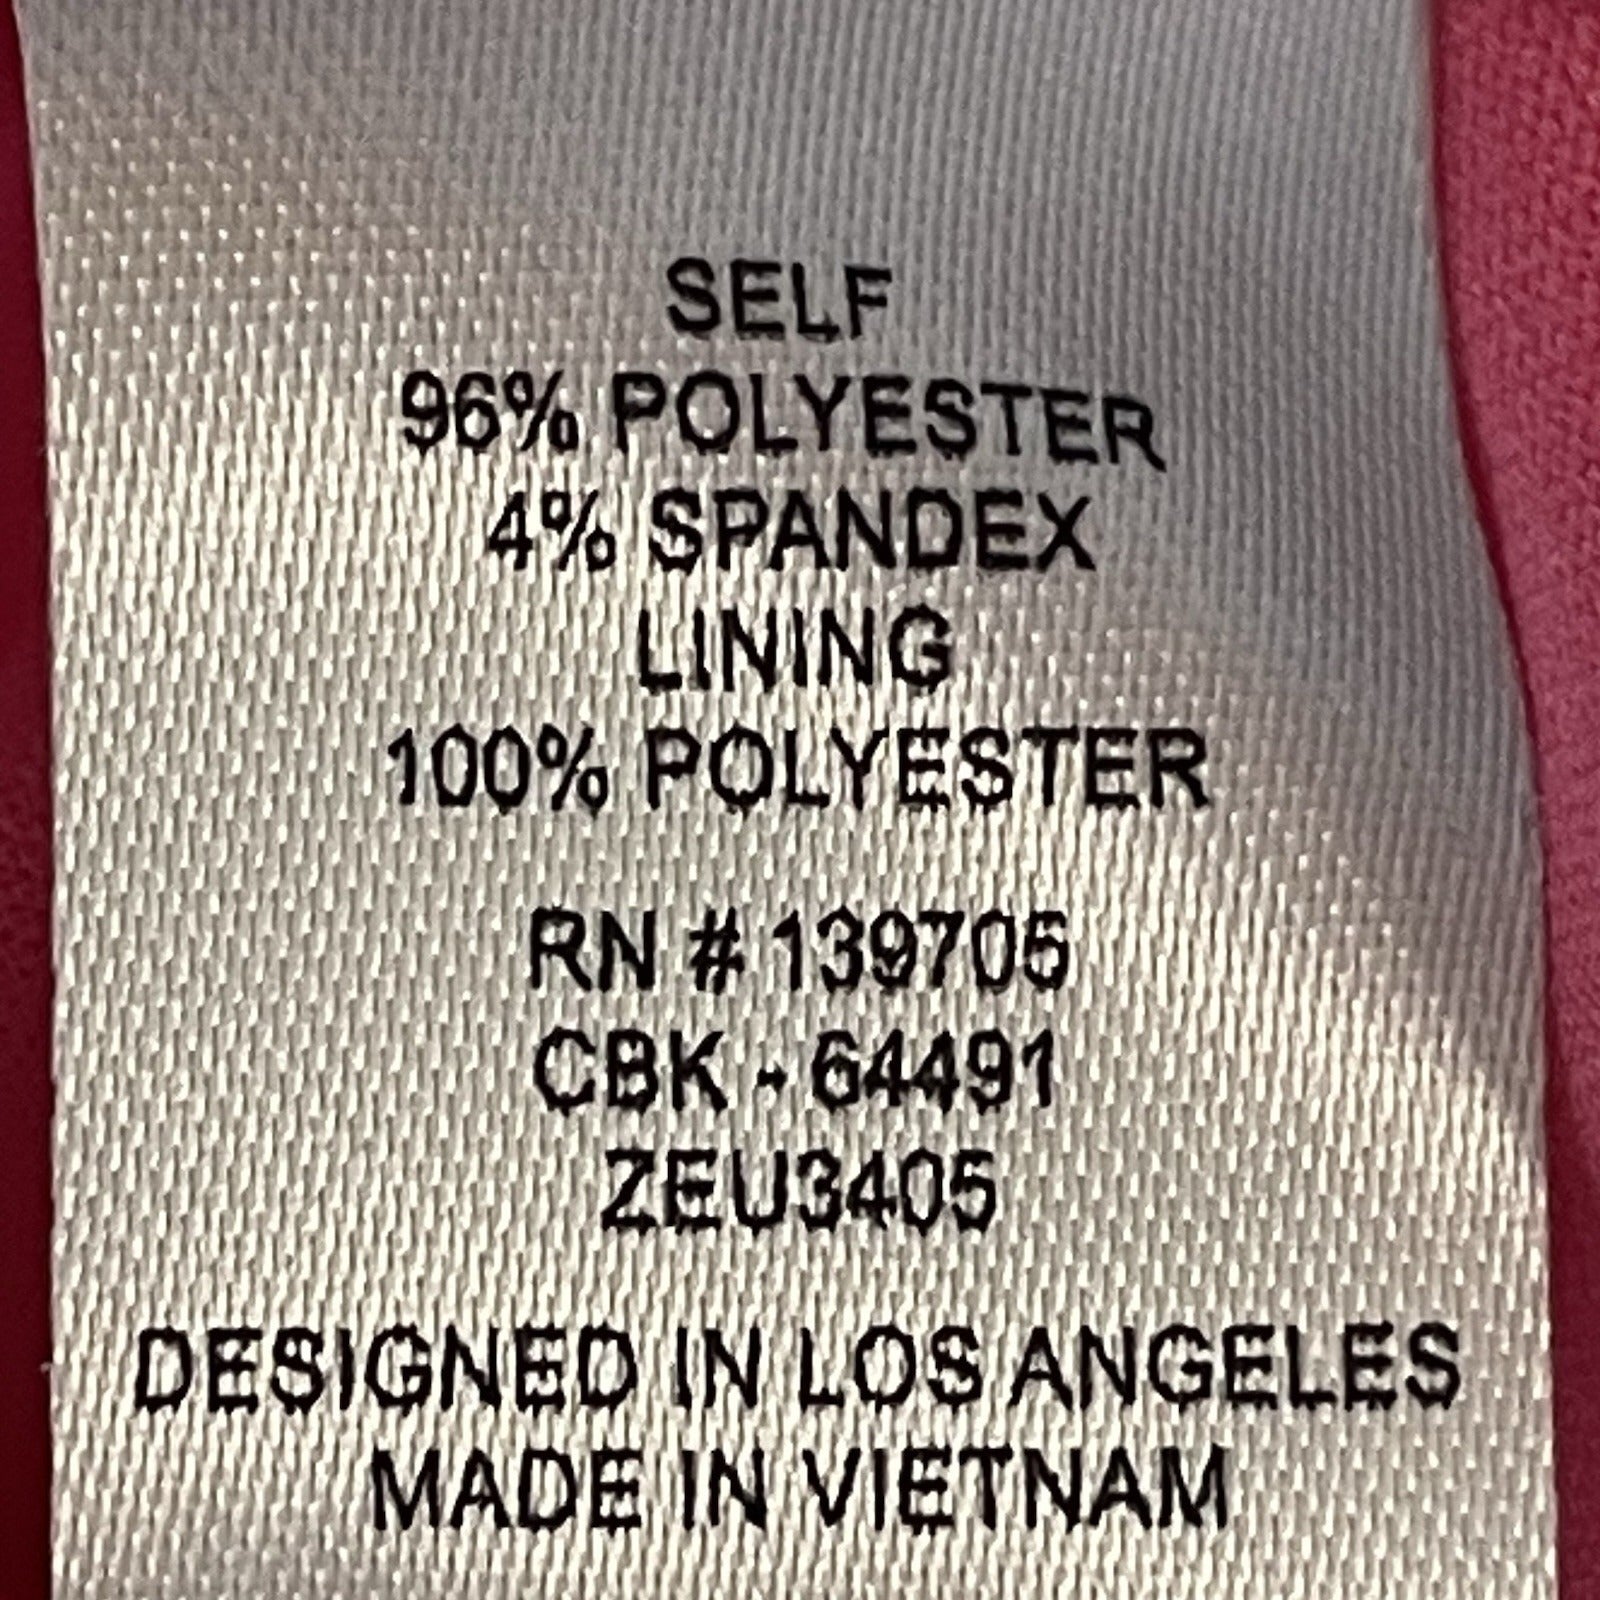 SELF
96% POLYESTER
4% SPANDEX
LINING
100% POLYESTER
RN # 139705
CBK - 64491
ZEU3405
DESIGNED IN LOS ANGELES
MADE IN VIETNAM